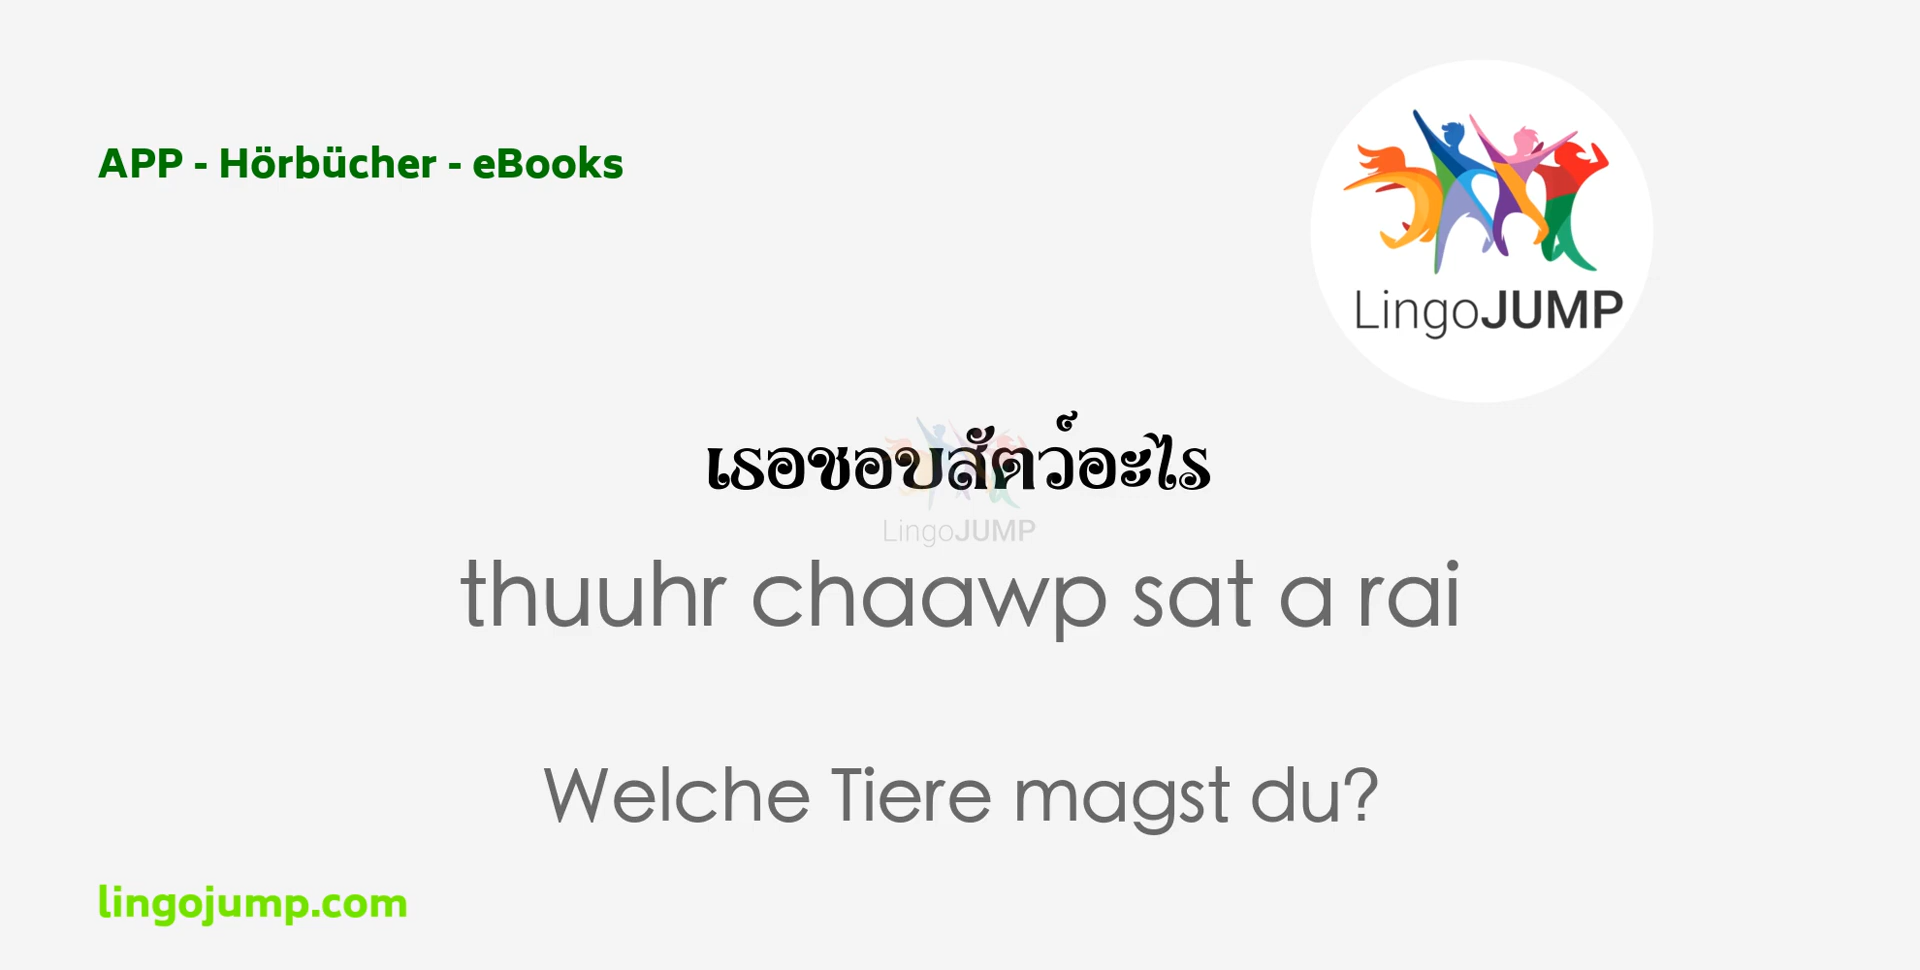 APP - Hörbücher - eBooks
LingoJUMP
เธอชอบสัตว์อะไร
LingoJUMP
thuuhr chaawp sat a rai
Welche Tiere magst du?
lingojump.com